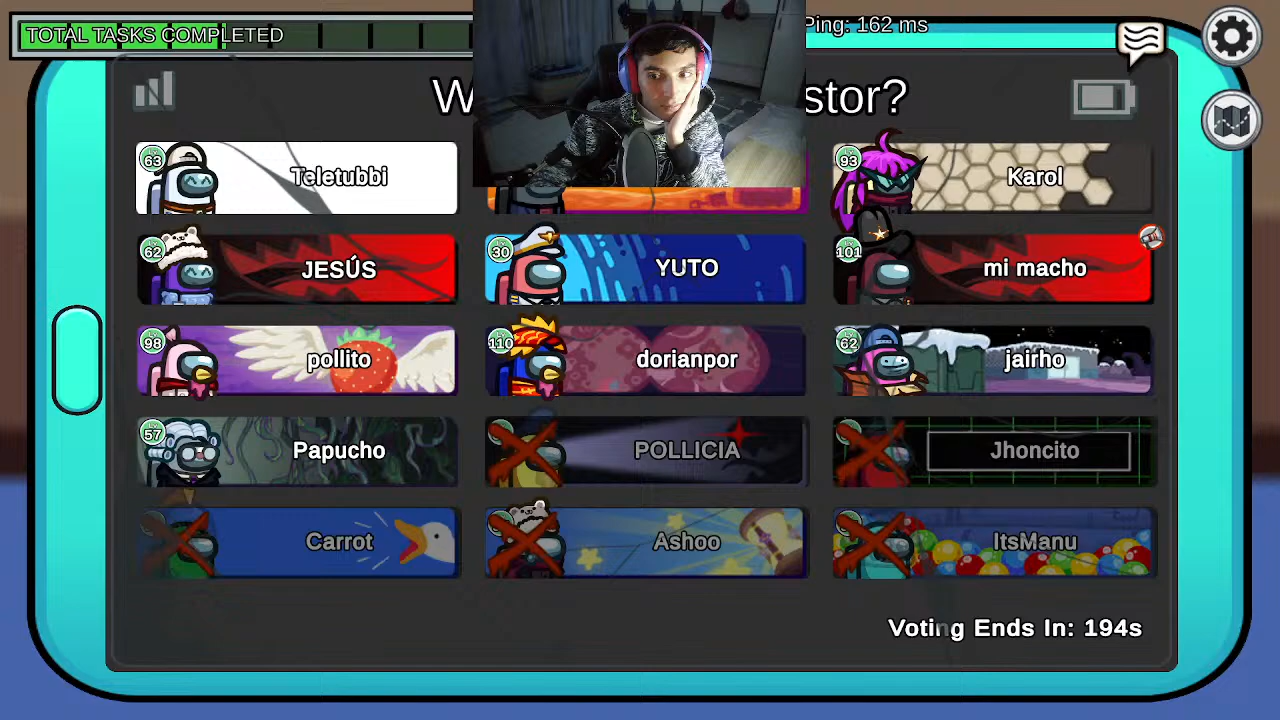 TOTAL TASKS COMPLETED
Ping: 162 ms
stor?
63
Teletubbi
93
Karol
62
JESÚS
30
YUTO
101
mi macho
98
pollito
110
dorianpor
62
jairho
57
Papucho
POLLICIA
Jhoncito
Carrot
Ashoo
ItsManu
Voting Ends In: 194s